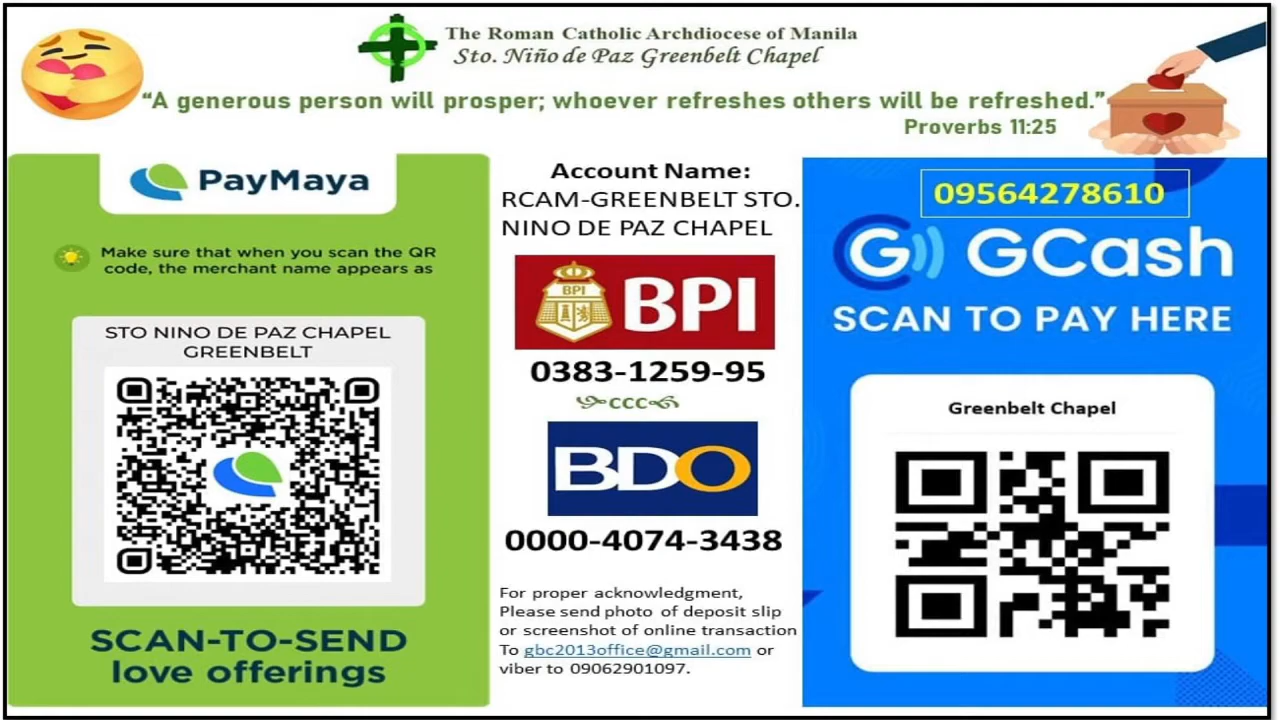 The Roman Catholic Archdiocese of Manila
Sto. Niño de Paz Greenbelt Chapel
“A generous person will prosper; whoever refreshes others will be refreshed.”
Proverbs 11:25
PayMaya
Make sure that when you scan the QR
code, the merchant name appears as
STO NINO DE PAZ CHAPEL
GREENBELT
SCAN-TO-SEND
love offerings
Account Name:
RCAM-GREENBELT STO.
NINO DE PAZ CHAPEL
BPI
BPI
0383-1259-95
ccc
BDO
0000-4074-3438
For proper acknowledgment,
Please send photo of deposit slip
or screenshot of online transaction
To gbc2013office@gmail.com or
viber to 09062901097.
09564278610
G GCash
SCAN TO PAY HERE
Greenbelt Chapel